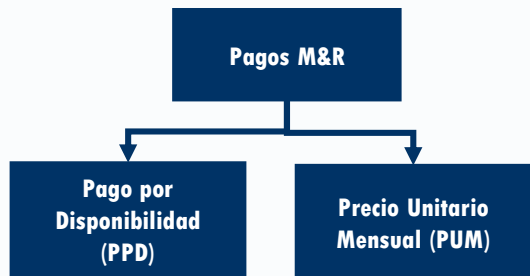 Pagos M&R
Pago por
Disponibilidad
(PPD)
Precio Unitario
Mensual (PUM)